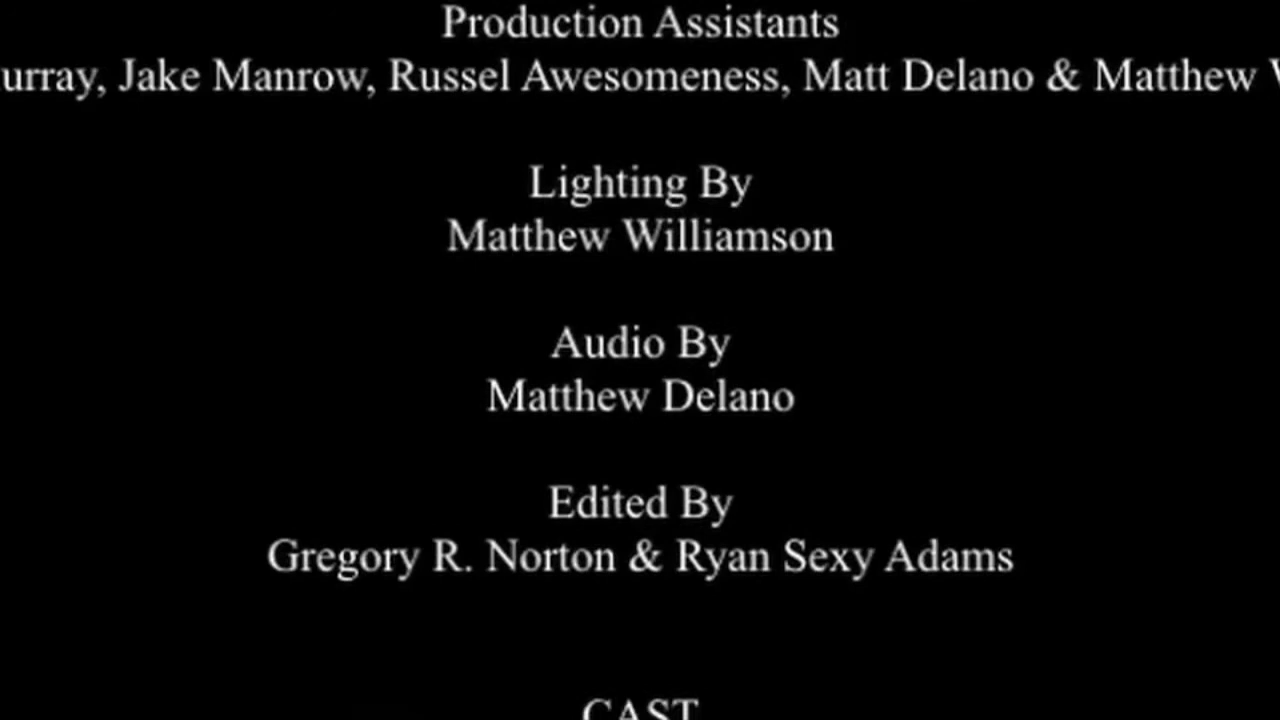 Production Assistants
Jake Manrow, Russel Awesomeness, Matt Delano & Matthew
Lighting By
Matthew Williamson
Audio By
Matthew Delano
Edited By
Gregory R. Norton & Ryan Sexy Adams
CAST